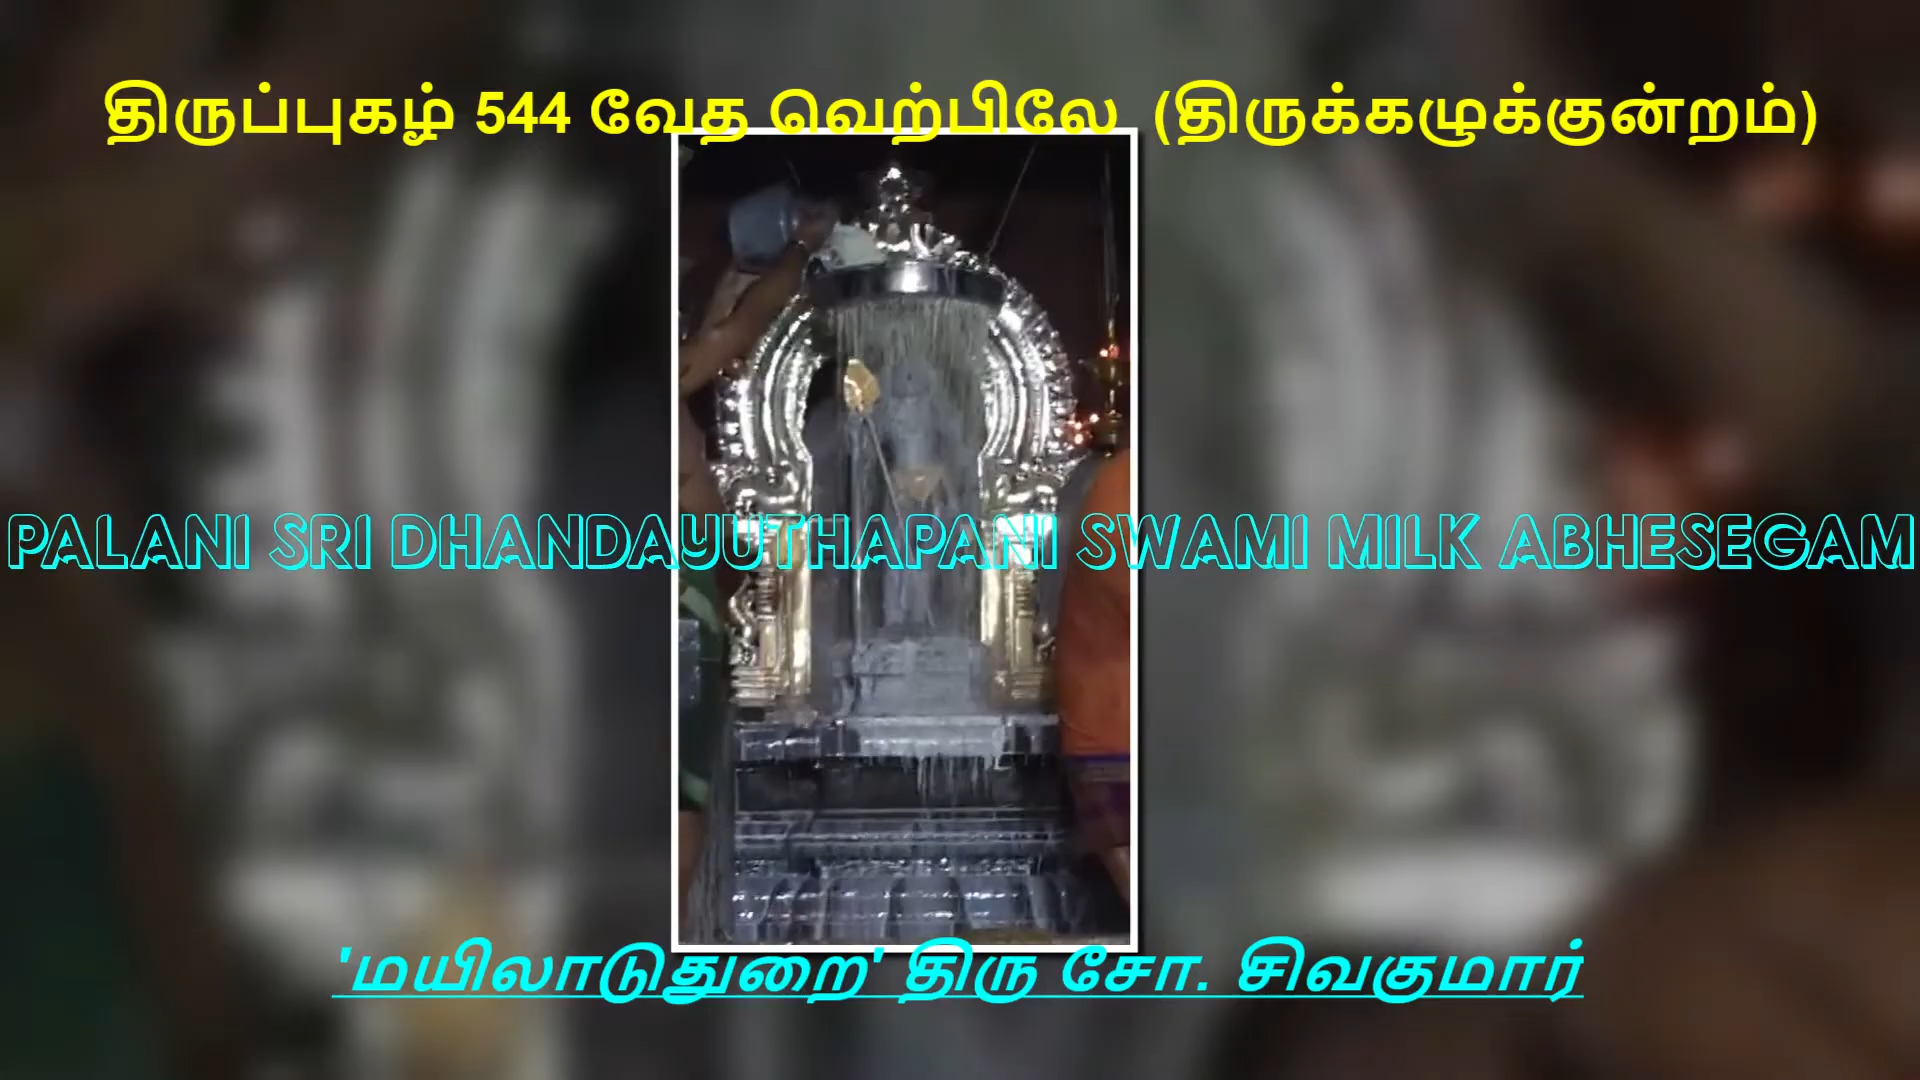 திருப்புகழ் 544 வேத வெற்பிலே (திருக்கழுக்குன்றம்)
PALANI SRI DHANDAYUTHAPANI SWAMI MILK ABHESEGAM
'மயிலாடுதுறை' திரு சோ. சிவகுமார்